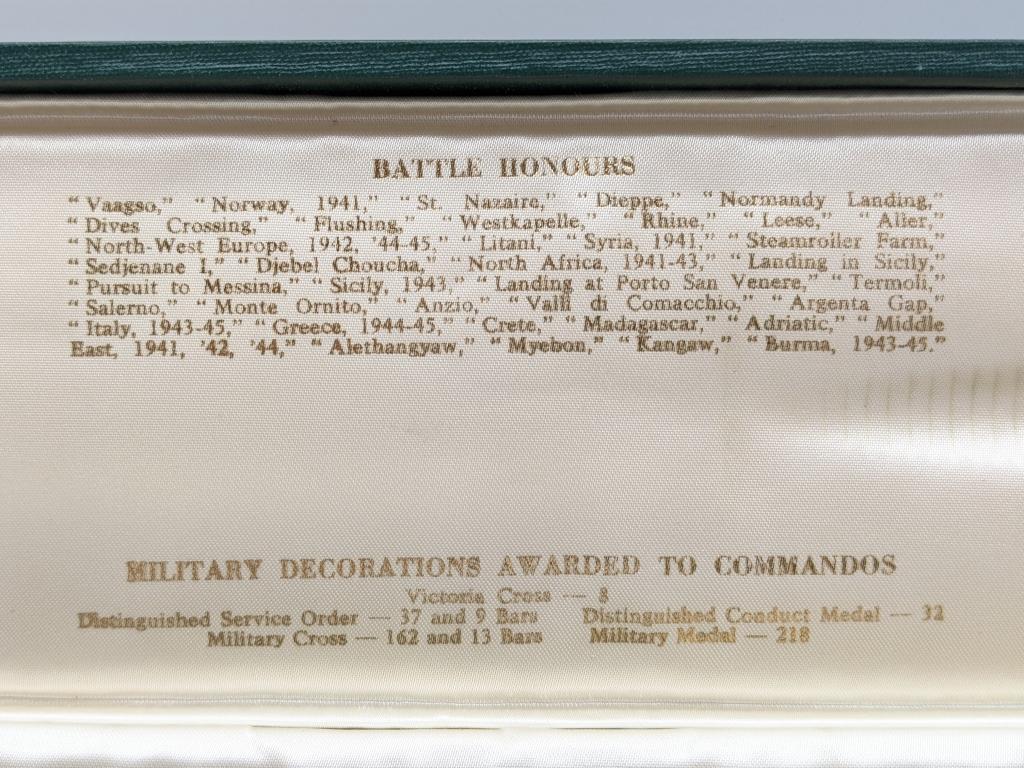 BATTLE HONOURS
“ Vaagso,” “ Norway, 1941,” “ St. Nazaire,” “ Dieppe,” “ Normandy Landing,”
“ Dives Crossing,” “ Flushing,” “ Westkapelle,” “ Rhine,” “ Leese,” “ Aller,”
“ North-West Europe, 1942, ’44-45,” “ Litani,” “ Syria, 1941,” “ Steamroller Farm,”
“ Sedjenane 1,” “ Djebel Choucha,” “ North Africa, 1941-43,” “ Landing in Sicily,”
“ Pursuit to Messina,” “ Sicily, 1943,” “ Landing at Porto San Venere,” “ Termoli,”
“ Salerno,” “ Monte Ornito,” “ Anzio,” “ Valli di Comacchio,” “ Argenta Gap,”
“ Italy, 1943-45,” “ Greece, 1944-45,” “ Crete,” “ Madagascar,” “ Adriatic,” “ Middle
East, 1941, ’42, ’44,” “ Alethangyaw,” “ Myebon,” “ Kangaw,” “ Burma, 1943-45.”
MILITARY DECORATIONS AWARDED TO COMMANDOS
Victoria Cross — 8
Distinguished Service Order — 37 and 9 Bars Distinguished Conduct Medal — 32
Military Cross — 162 and 13 Bars Military Medal — 218